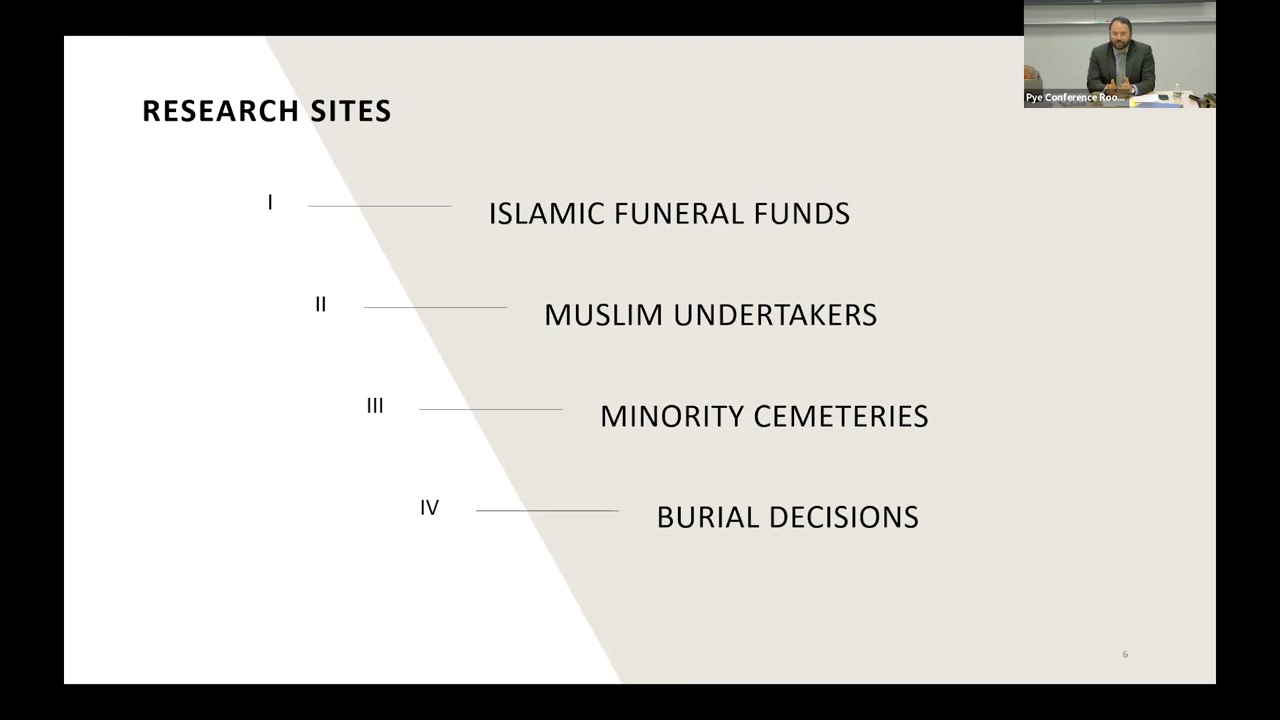 Pye Conference Roo...
RESEARCH SITES
I ISLAMIC FUNERAL FUNDS
II MUSLIM UNDERTAKERS
III MINORITY CEMETERIES
IV BURIAL DECISIONS
6